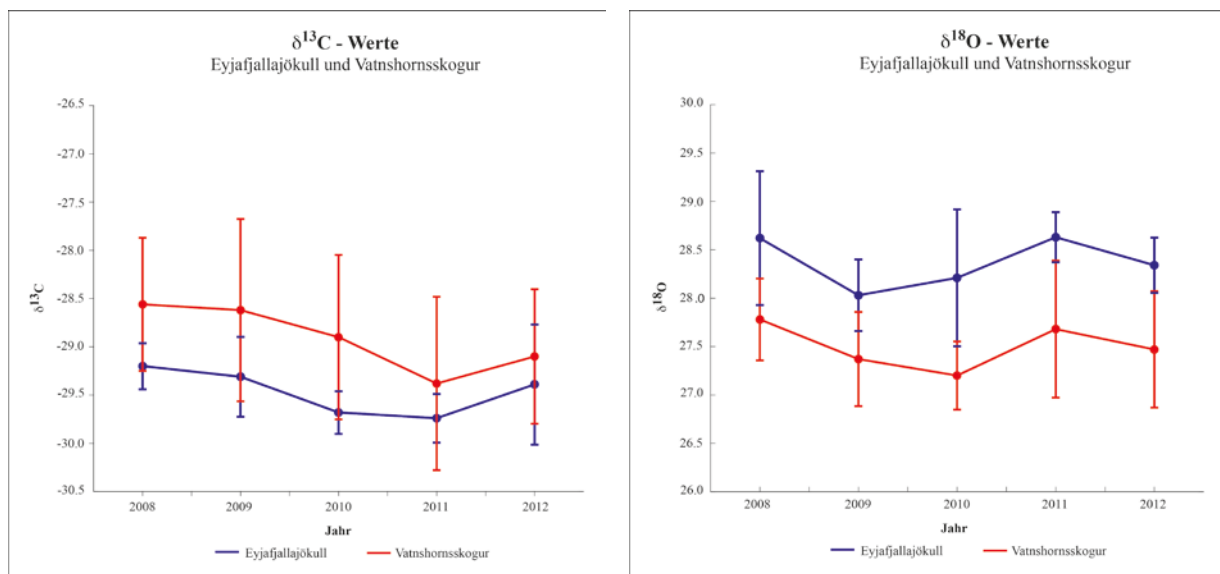 δ13C - Werte
Eyjafjallajökull und Vatnshornsskogur
-26.5
-27.0
-27.5
-28.0
-28.5
-29.0
-29.5
-30.0
-30.5
δ13C
2008
2009
2010
2011
2012
Jahr
Eyjafjallajökull
Vatnshornsskogur
δ18O - Werte
Eyjafjallajökull und Vatnshornsskogur
30.0
29.5
29.0
28.5
28.0
27.5
27.0
26.5
26.0
δ18O
2008
2009
2010
2011
2012
Jahr
Eyjafjallajökull
Vatnshornsskogur